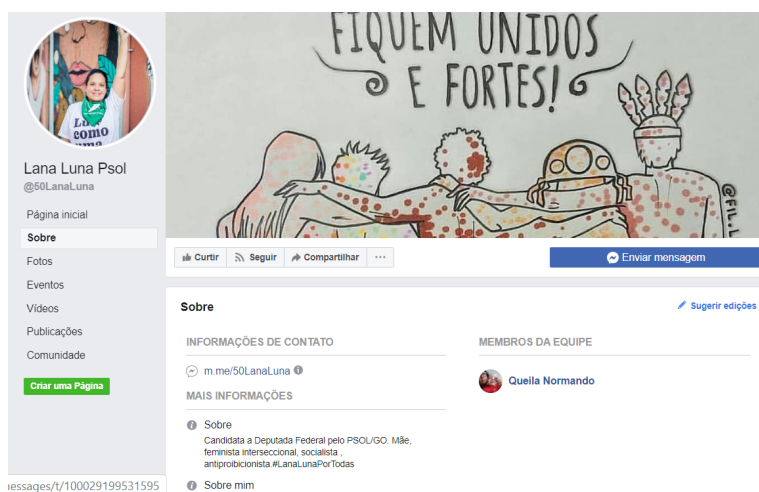 FIQUEM UNIDOS
E FORTES!
@FIL.L
como
Lana Luna Psol
@50LanaLuna
Página inicial
Sobre
Fotos
Eventos
Vídeos
Publicações
Comunidade
Criar uma Página
Curtir Seguir Compartilhar ...
Enviar mensagem
Sobre
Sugerir edições
INFORMAÇÕES DE CONTATO
m.me/50LanaLuna
MAIS INFORMAÇÕES
Sobre
Candidata a Deputada Federal pelo PSOL/GO. Mãe,
feminista interseccional, socialista ,
antiproibicionista #LanaLunaPorTodas
Sobre mim
MEMBROS DA EQUIPE
Queila Normando
essages/t/100029199531595